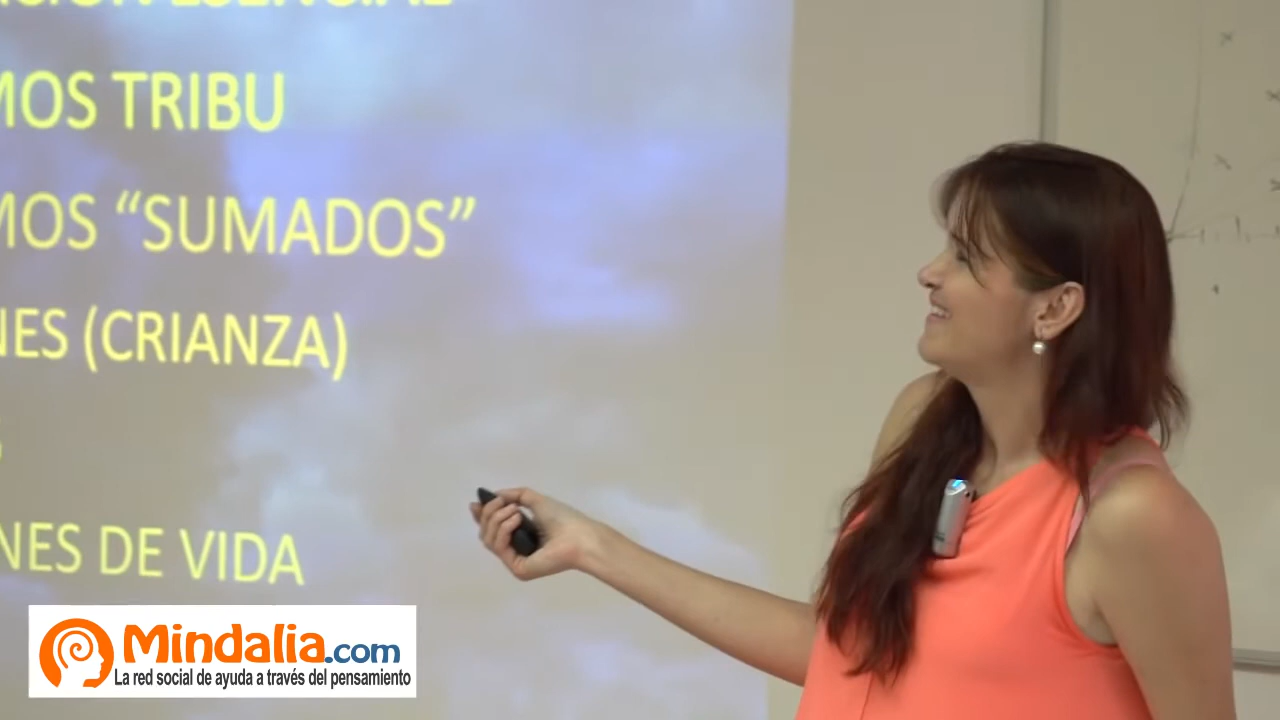 MOS TRIBU
MOS “SUMADOS”
NES (CRIANZA)
S
NES DE VIDA
Mindalia.com
La red social de ayuda a través del pensamiento